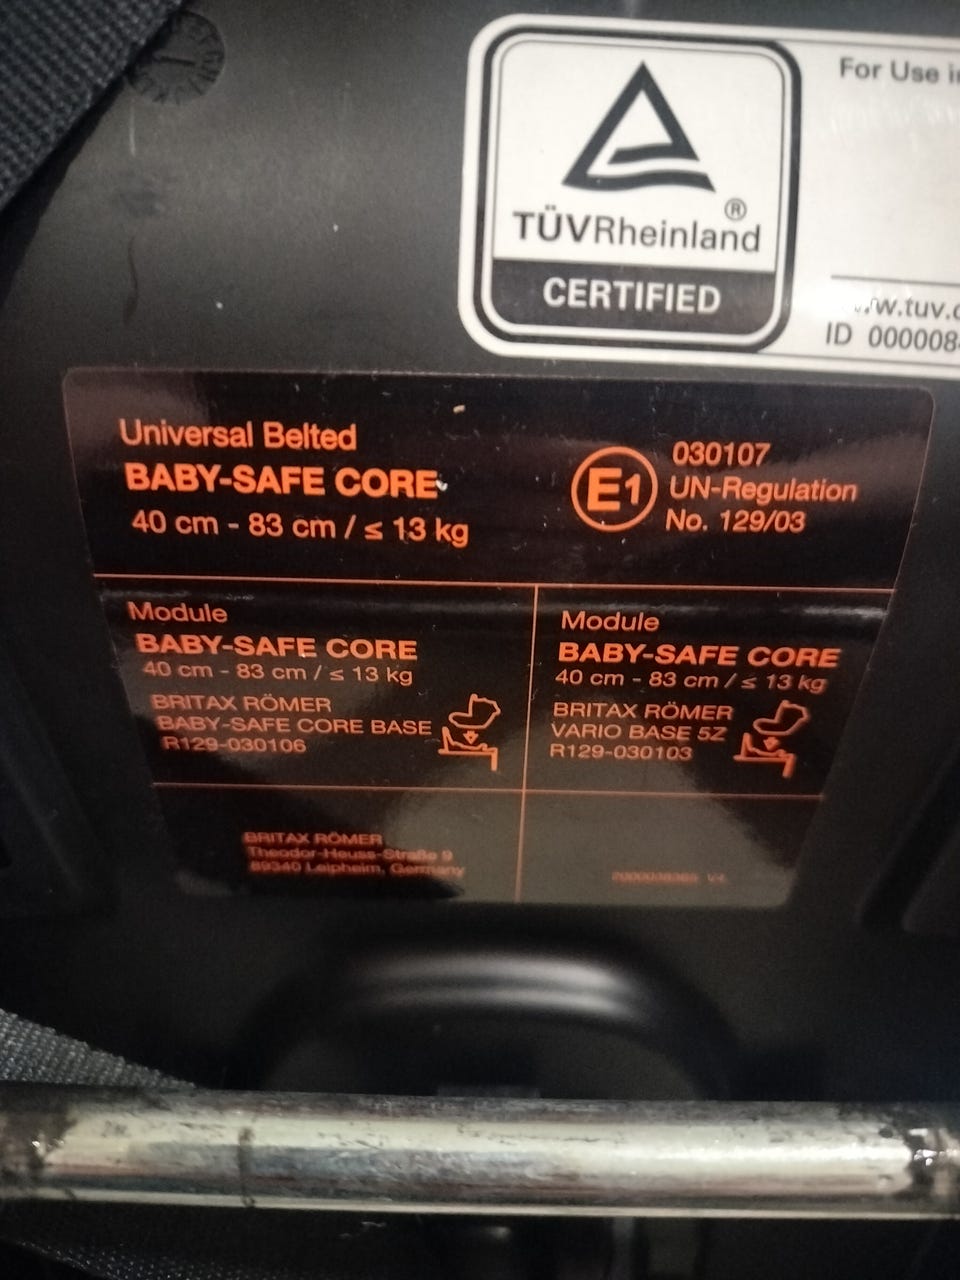 For Use
TÜVRheinland®
CERTIFIED
ID 000008
Universal Belted
BABY-SAFE CORE
40 cm - 83 cm / ≤ 13 kg
E1
030107
UN-Regulation
No. 129/03
Module
BABY-SAFE CORE
40 cm - 83 cm / ≤ 13 kg
BRITAX RÖMER
BABY-SAFE CORE BASE
R129-030106
Module
BABY-SAFE CORE
40 cm - 83 cm / ≤ 13 kg
BRITAX RÖMER
VARIO BASE 5Z
R129-030103
BRITAX RÖMER
Theodor-Heuss-Straße 9
89340 Leipheim, Germany